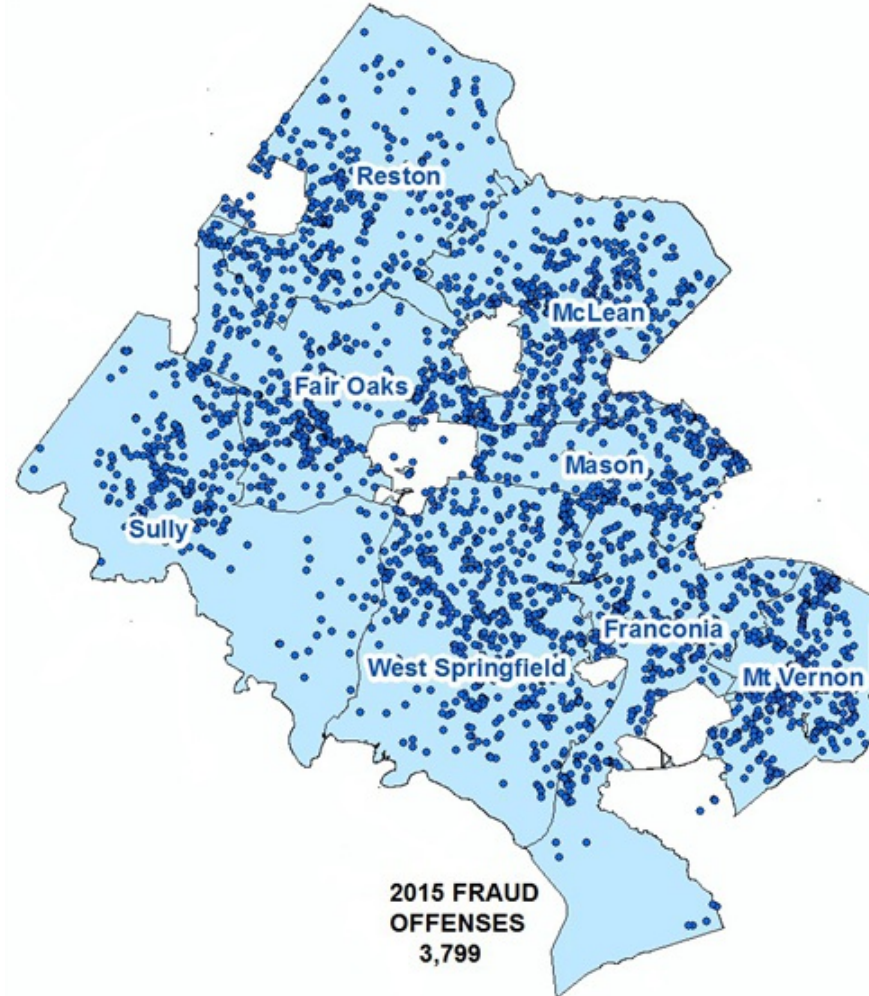 Reston
McLean
Fair Oaks
Mason
Sully
Franconia
West Springfield
Mt Vernon
2015 FRAUD
OFFENSES
3,799